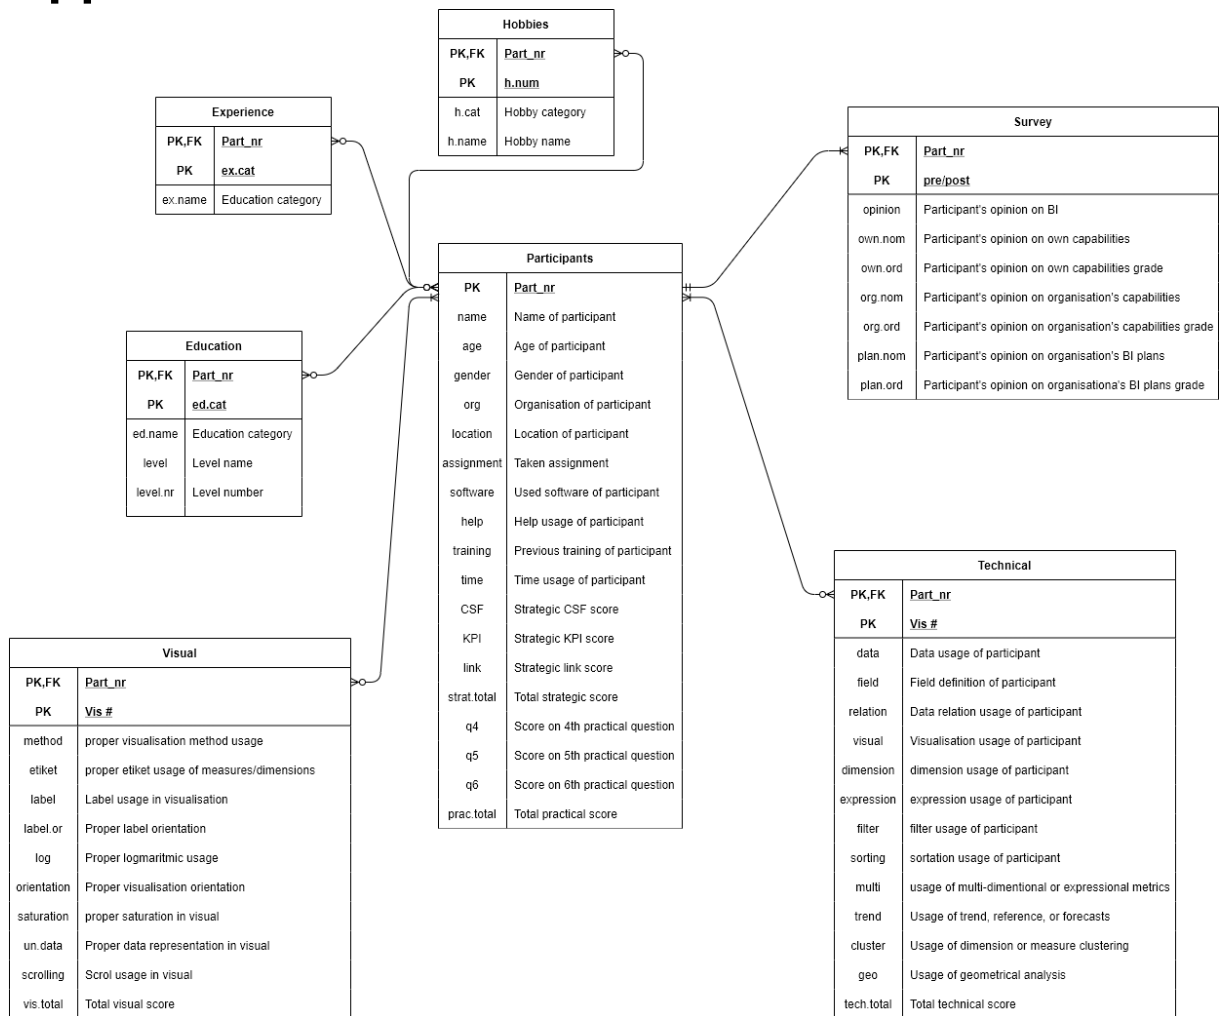 Hobbies
PK,FK Part_nr
PK h.num
h.cat Hobby category
h.name Hobby name
Experience
PK,FK Part_nr
PK ex.cat
ex.name Education category
Survey
PK,FK Part_nr
PK pre/post
opinion Participant's opinion on BI
own.nom Participant's opinion on own capabilities
own.ord Participant's opinion on own capabilities grade
org.nom Participant's opinion on organisation's capabilities
org.ord Participant's opinion on organisation's capabilities grade
plan.nom Participant's opinion on organisation's BI plans
plan.ord Participant's opinion on organisationa's BI plans grade
Participants
PK Part_nr
name Name of participant
age Age of participant
gender Gender of participant
org Organisation of participant
location Location of participant
assignment Taken assignment
software Used software of participant
help Help usage of participant
training Previous training of participant
time Time usage of participant
CSF Strategic CSF score
KPI Strategic KPI score
link Strategic link score
strat.total Total strategic score
q4 Score on 4th practical question
q5 Score on 5th practical question
q6 Score on 6th practical question
prac.total Total practical score
Education
PK,FK Part_nr
PK ed.cat
ed.name Education category
level Level name
level.nr Level number
Visual
PK,FK Part_nr
PK Vis #
method proper visualisation method usage
etiket proper etiket usage of measures/dimensions
label Label usage in visualisation
label.or Proper label orientation
log Proper logmaritmic usage
orientation Proper visualisation orientation
saturation proper saturation in visual
un.data Proper data representation in visual
scrolling Scrol usage in visual
vis.total Total visual score
Technical
PK,FK Part_nr
PK Vis #
data Data usage of participant
field Field definition of participant
relation Data relation usage of participant
visual Visualisation usage of participant
dimension dimension usage of participant
expression expression usage of participant
filter filter usage of participant
sorting sortation usage of participant
multi usage of multi-dimentional or expressional metrics
trend Usage of trend, reference, or forecasts
cluster Usage of dimension or measure clustering
geo Usage of geometrical analysis
tech.total Total technical score